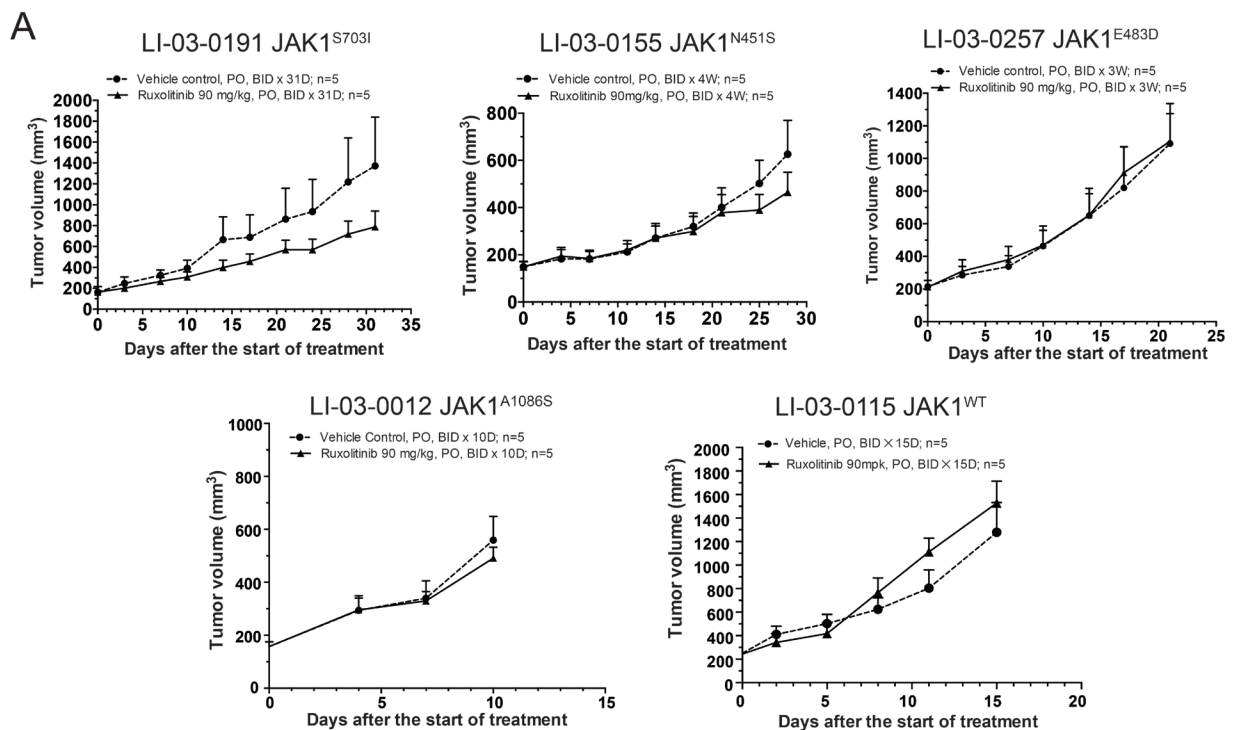 A
LI-03-0191 JAK1S703I
Vehicle control, PO, BID x 31D; n=5
Ruxolitinib 90 mg/kg, PO, BID x 31D; n=5
2000
1800
1600
1400
1200
1000
800
600
400
200
0
Tumor volume (mm3)
0 5 10 15 20 25 30 35
Days after the start of treatment
LI-03-0155 JAK1N451S
Vehicle control, PO, BID x 4W; n=5
Ruxolitinib 90mg/kg, PO, BID x 4W; n=5
800
600
400
200
0
Tumor volume (mm3)
0 5 10 15 20 25 30
Days after the start of treatment
LI-03-0257 JAK1E483D
Vehicle control, PO, BID x 3W; n=5
Ruxolitinib 90 mg/kg, PO, BID x 3W; n=5
1400
1200
1000
800
600
400
200
0
Tumor volume (mm3)
0 5 10 15 20 25
Days after the start of treatment
LI-03-0012 JAK1A1086S
Vehicle Control, PO, BID x 10D; n=5
Ruxolitinib 90 mg/kg, PO, BID x 10D; n=5
1000
800
600
400
200
0
Tumor volume (mm3)
0 5 10 15
Days after the start of treatment
LI-03-0115 JAK1WT
Vehicle, PO, BID×15D; n=5
Ruxolitinib 90mpk, PO, BID×15D; n=5
2000
1800
1600
1400
1200
1000
800
600
400
200
0
Tumor volume (mm3)
0 5 10 15 20
Days after the start of treatment